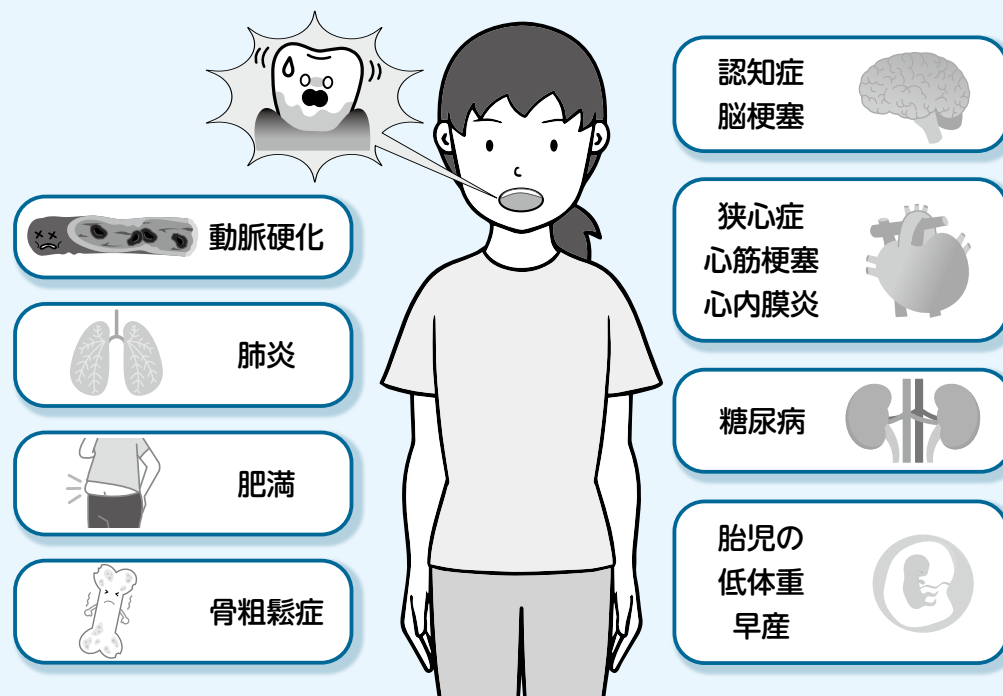 動脈硬化
肺炎
肥満
骨粗鬆症
認知症
脳梗塞
狭心症
心筋梗塞
心内膜炎
糖尿病
胎児の
低体重
早産